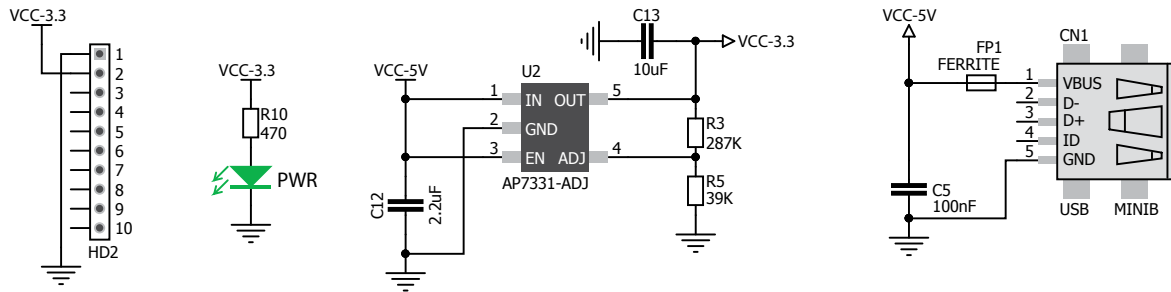 VCC-3.3
1
2
3
4
5
6
7
8
9
10
HD2
VCC-3.3
R10
470
PWR
C13
10uF
VCC-3.3
VCC-5V
U2
1
2
3
IN OUT
GND
EN ADJ
5
4
AP7331-ADJ
R3
287K
R5
39K
C12
2.2uF
VCC-5V
FP1
FERRITE
CN1
1
2
3
4
5
VBUS
D-
D+
ID
GND
C5
100nF
USB MINIB